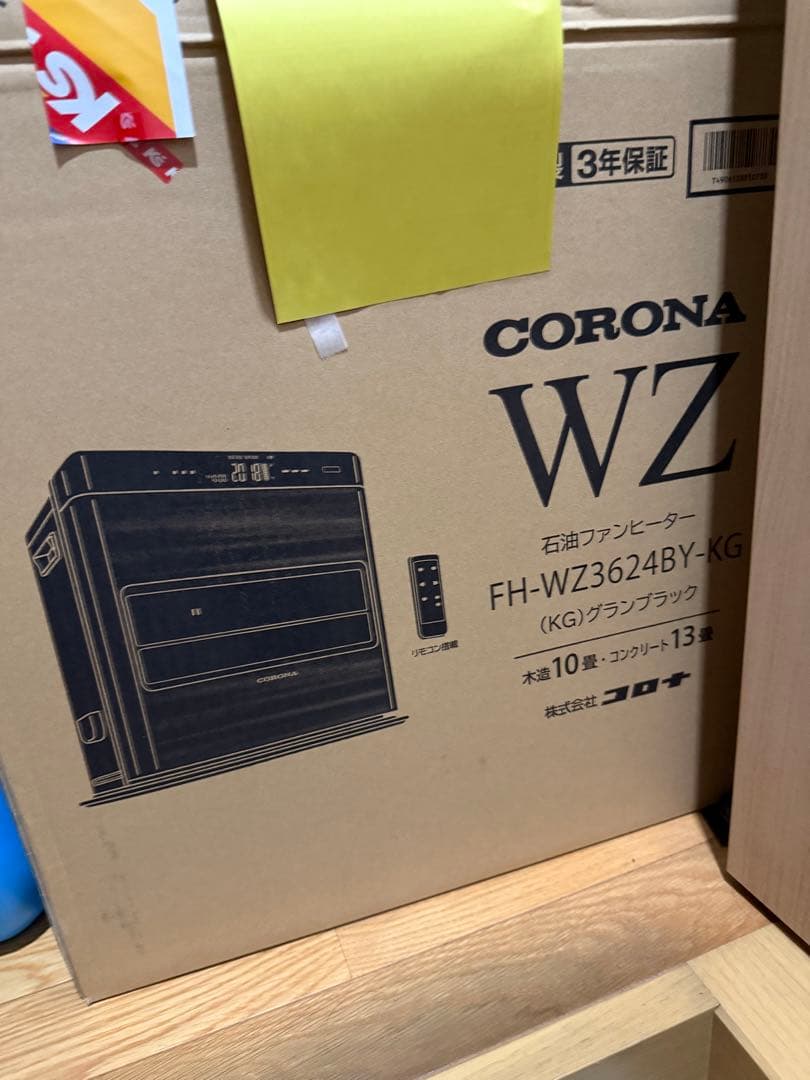 K's
K's
3年保証
CORONA
WZ
石油ファンヒーター
FH-WZ3624BY-KG
(KG)グランブラック
木造10畳・コンクリート13畳
株式会社コロナ
リモコン搭載
CORONA